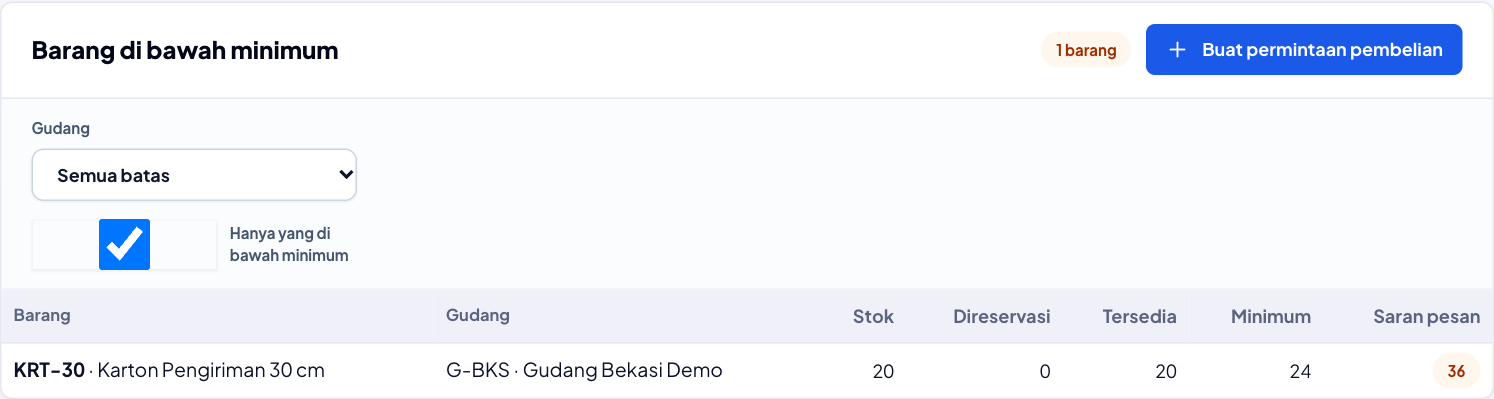 Barang di bawah minimum
1 barang
Buat permintaan pembelian
Gudang
Semua batas
Hanya yang di
bawah minimum
Barang Gudang Stok Direservasi Tersedia Minimum Saran pesan
KRT-30 · Karton Pengiriman 30 cm G-BKS · Gudang Bekasi Demo 20 0 20 24 36